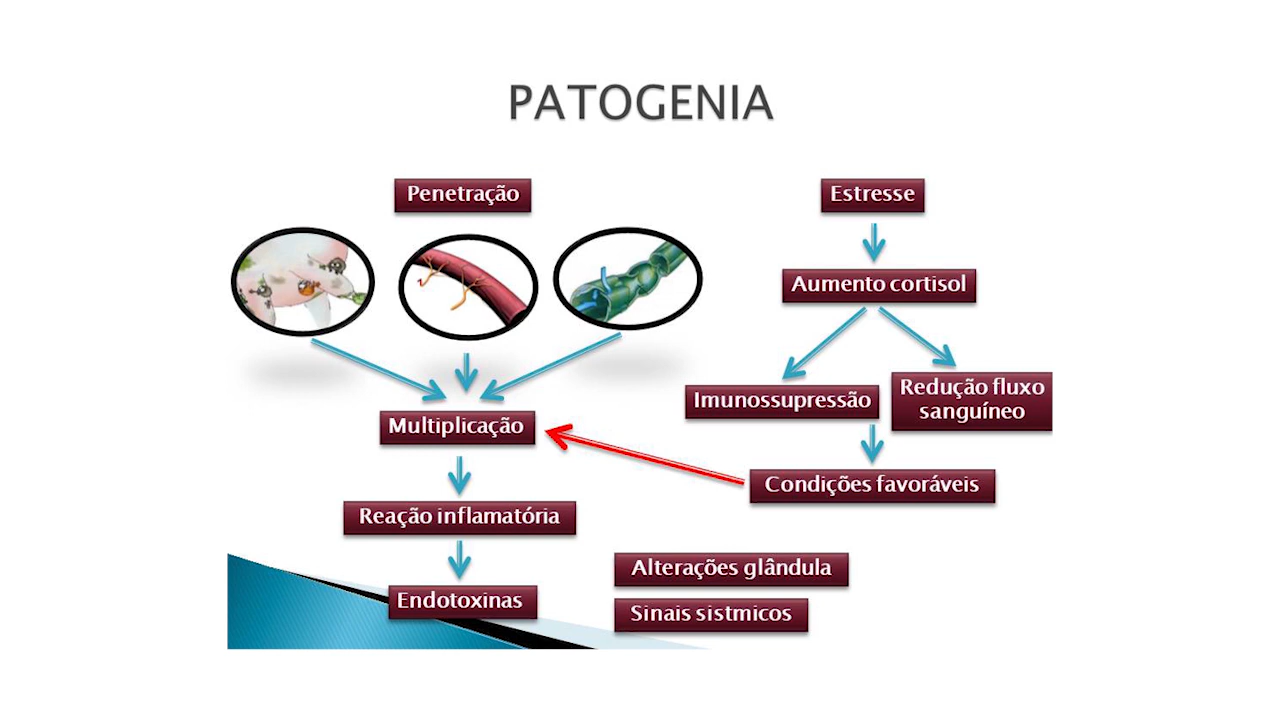 PATOGENIA
Penetração
Estresse
Aumento cortisol
Imunossupressão
Redução fluxo
sanguíneo
Multiplicação
Condições favoráveis
Reação inflamatória
Alterações glândula
Endotoxinas
Sinais sistmicos